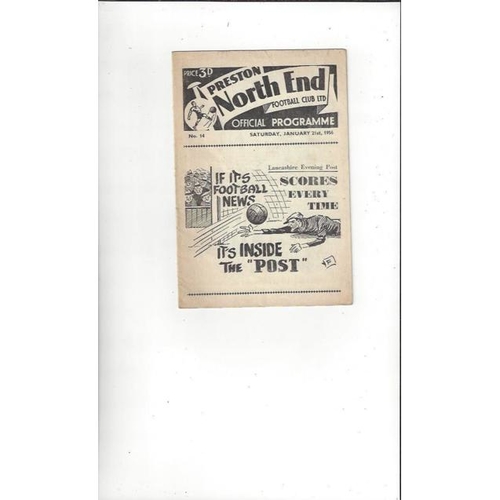 PRICE 3D
PRESTON
North End
FOOTBALL CLUB LTD
OFFICIAL PROGRAMME
No. 14
SATURDAY, JANUARY 21st, 1956
Lancashire Evening Post
IF IT'S
FOOTBALL
NEWS
SCORES
EVERY
TIME
IT'S INSIDE
THE "POST"